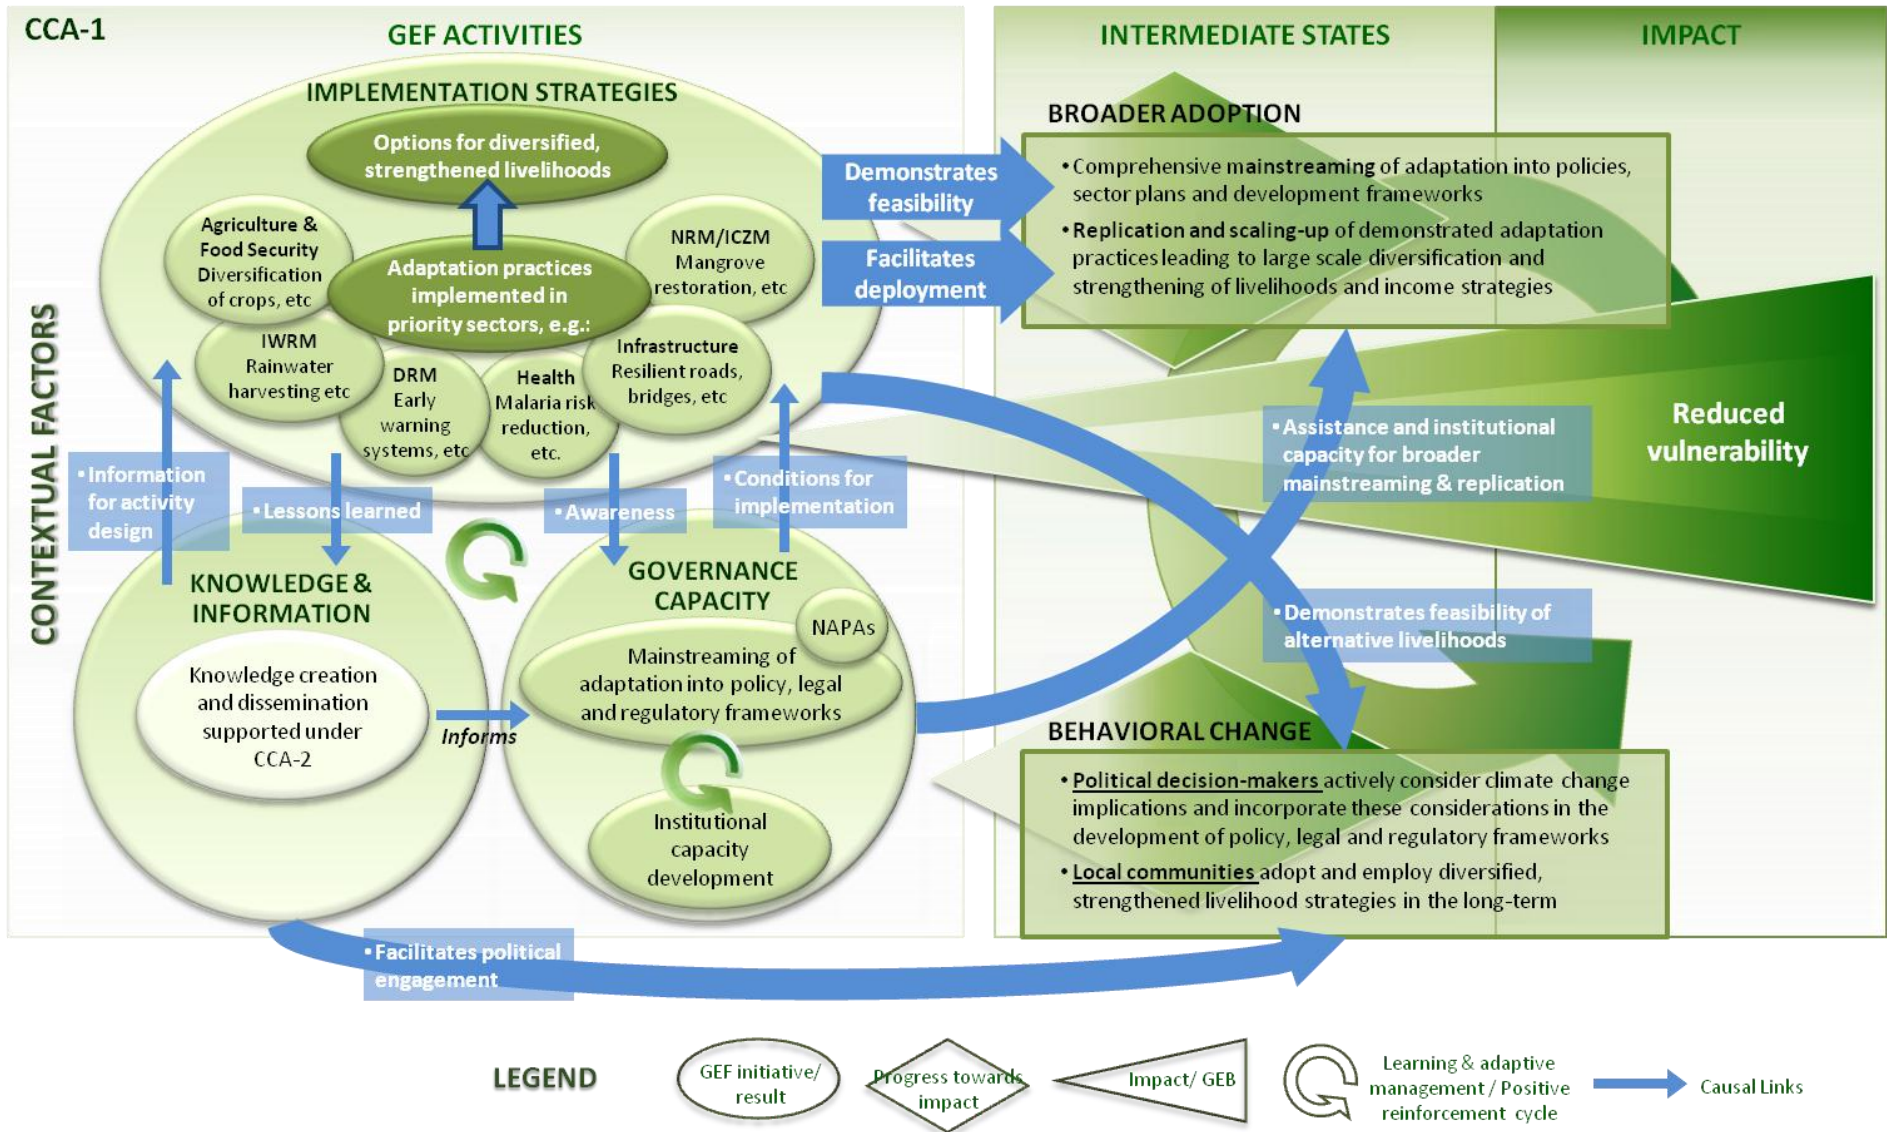 CCA-1
GEF ACTIVITIES
INTERMEDIATE STATES
IMPACT
CONTEXTUAL FACTORS
IMPLEMENTATION STRATEGIES
Options for diversified,
strengthened livelihoods
Agriculture &
Food Security
Diversification
of crops, etc
Adaptation practices
implemented in
priority sectors, e.g.:
NRM/ICZM
Mangrove
restoration, etc
IWRM
Rainwater
harvesting etc
DRM
Early
warning
systems, etc
Health
Malaria risk
reduction,
etc.
Infrastructure
Resilient roads,
bridges, etc
Demonstrates
feasibility
Facilitates
deployment
BROADER ADOPTION
• Comprehensive mainstreaming of adaptation into policies,
sector plans and development frameworks
• Replication and scaling-up of demonstrated adaptation
practices leading to large scale diversification and
strengthening of livelihoods and income strategies
Reduced
vulnerability
• Information
for activity
design
• Lessons learned
• Awareness
• Conditions for
implementation
• Assistance and institutional
capacity for broader
mainstreaming & replication
• Demonstrates feasibility of
alternative livelihoods
KNOWLEDGE &
INFORMATION
Knowledge creation
and dissemination
supported under
CCA-2
Informs
GOVERNANCE
CAPACITY
NAPAs
Mainstreaming of
adaptation into policy, legal
and regulatory frameworks
Institutional
capacity
development
BEHAVIORAL CHANGE
• Political decision-makers actively consider climate change
implications and incorporate these considerations in the
development of policy, legal and regulatory frameworks
• Local communities adopt and employ diversified,
strengthened livelihood strategies in the long-term
• Facilitates political
engagement
LEGEND
GEF initiative/
result
Progress towards
impact
Impact/ GEB
Learning & adaptive
management / Positive
reinforcement cycle
Causal Links